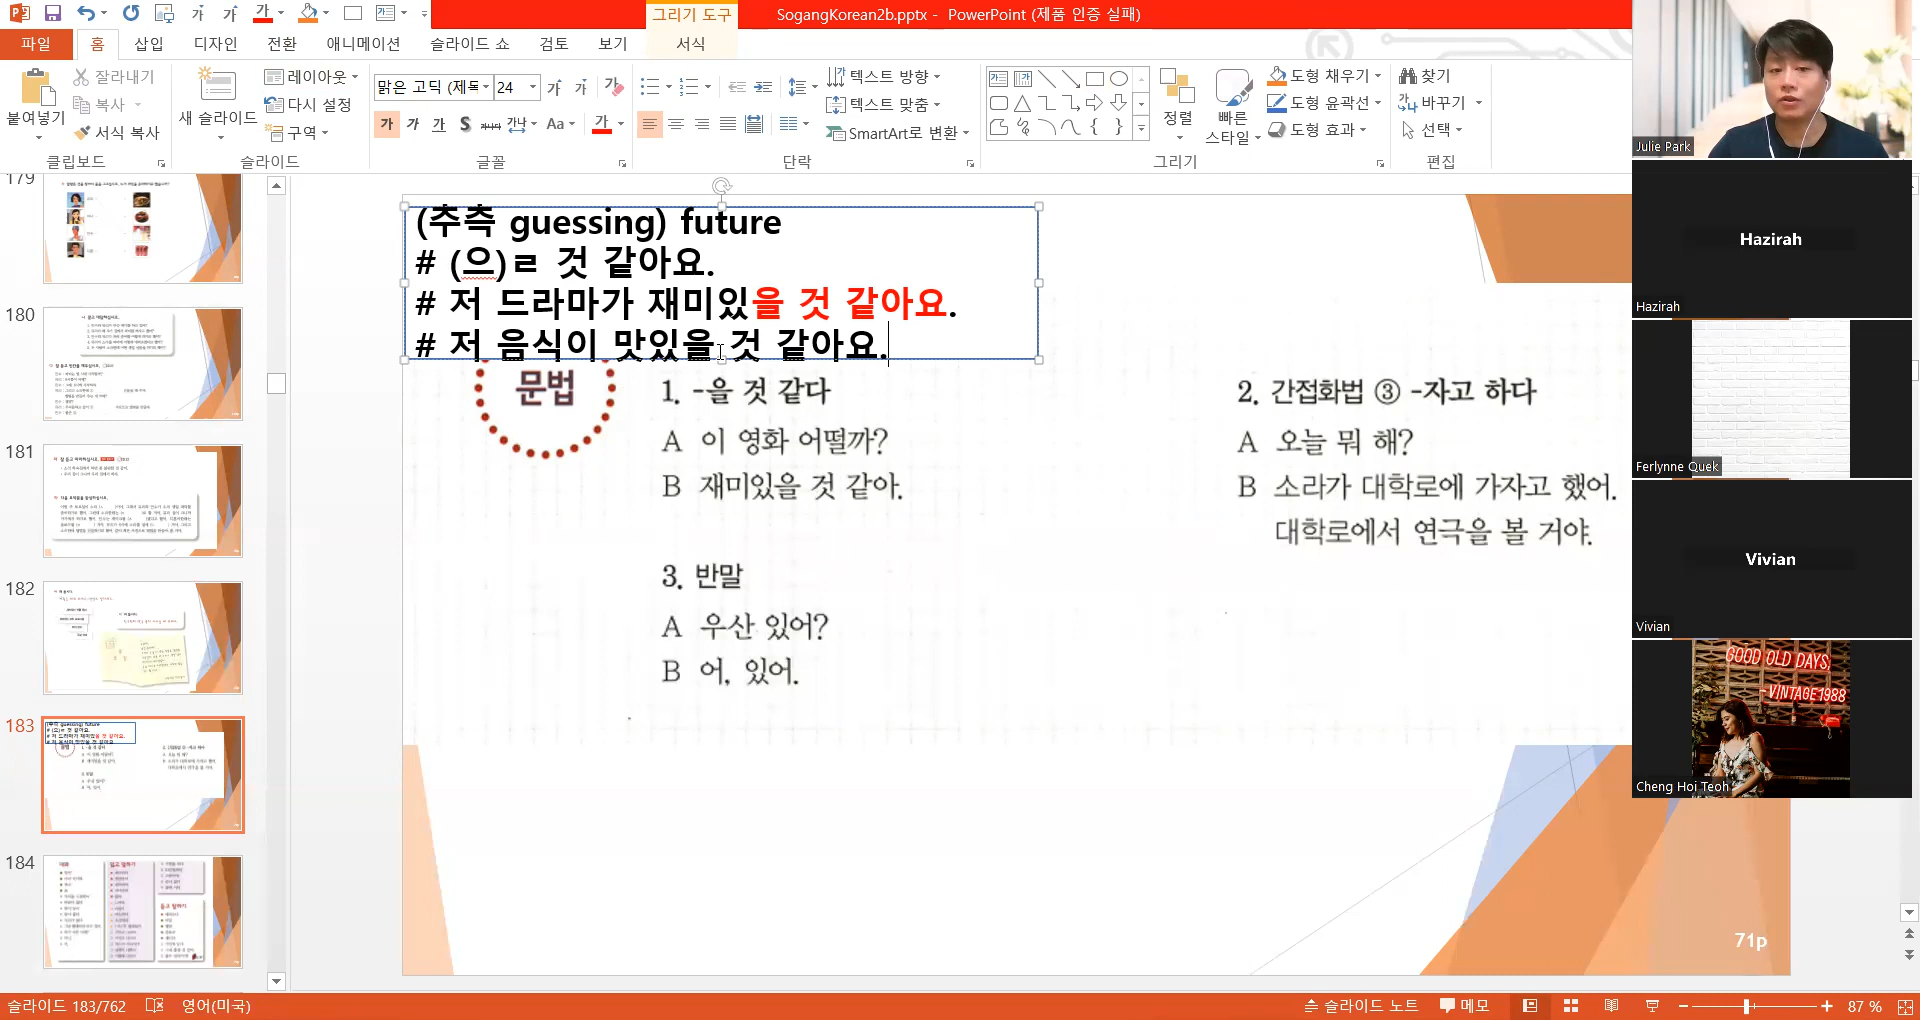 그리기 도구
SogangKorean2b.pptx - PowerPoint (제품 인증 실패)
파일
홈
삽입
디자인
전환
애니메이션
슬라이드 쇼
검토
보기
서식
붙여넣기
잘라내기
복사
서식 복사
클립보드
새 슬라이드
레이아웃
다시 설정
구역
슬라이드
맑은 고딕 (제목
24
글꼴
텍스트 방향
텍스트 맞춤
SmartArt로 변환
단락
정렬
빠른
스타일
도형 채우기
도형 윤곽선
도형 효과
그리기
찾기
바꾸기
선택
편집
179
180
181
182
183
184
(추측 guessing) future
# (으)ㄹ 것 같아요.
# 저 드라마가 재미있을 것 같아요.
# 저 음식이 맛있을 것 같아요.
문법
1. -을 것 같다
A 이 영화 어떨까?
B 재미있을 것 같아.
2. 간접화법 ③ -자고 하다
A 오늘 뭐 해?
B 소라가 대학로에 가자고 했어.
대학로에서 연극을 볼 거야.
3. 반말
A 우산 있어?
B 어, 있어.
71p
Julie Park
Hazirah
Hazirah
Ferlynne Quek
Vivian
Vivian
GOOD OLD DAYS,
-VINTAGE1988
Cheng Hoi Teoh
슬라이드 183/762
영어(미국)
슬라이드 노트
메모
87 %